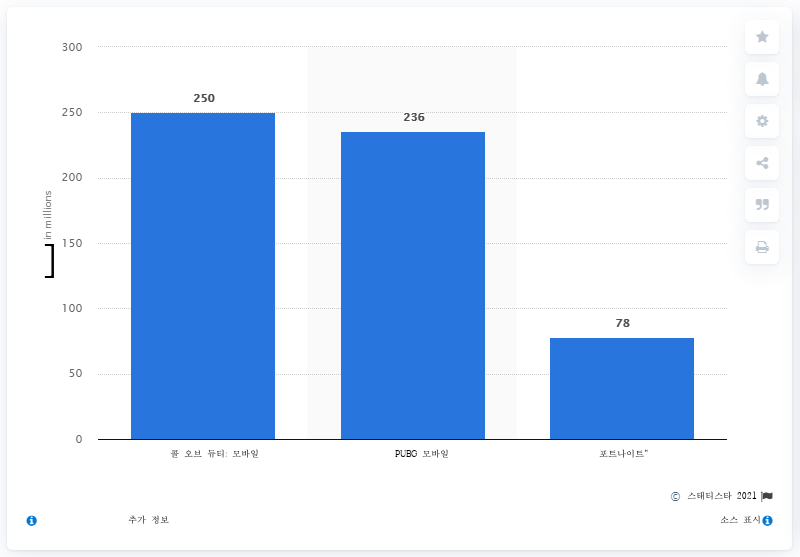 300
250
250
236
200
in millions
]
150
100
78
50
0
콜 오브 듀티: 모바일
PUBG 모바일
포트나이트"
© 스태티스타 2021
추가 정보
소스 표시